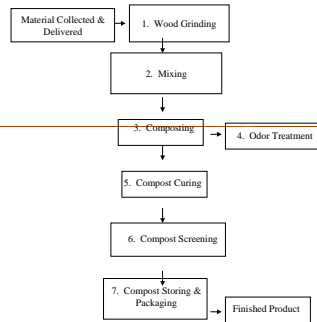 Material Collected &
Delivered
1. Wood Grinding
2. Mixing
3. Composting
4. Odor Treatment
5. Compost Curing
6. Compost Screening
7. Compost Storing &
Packaging
Finished Product